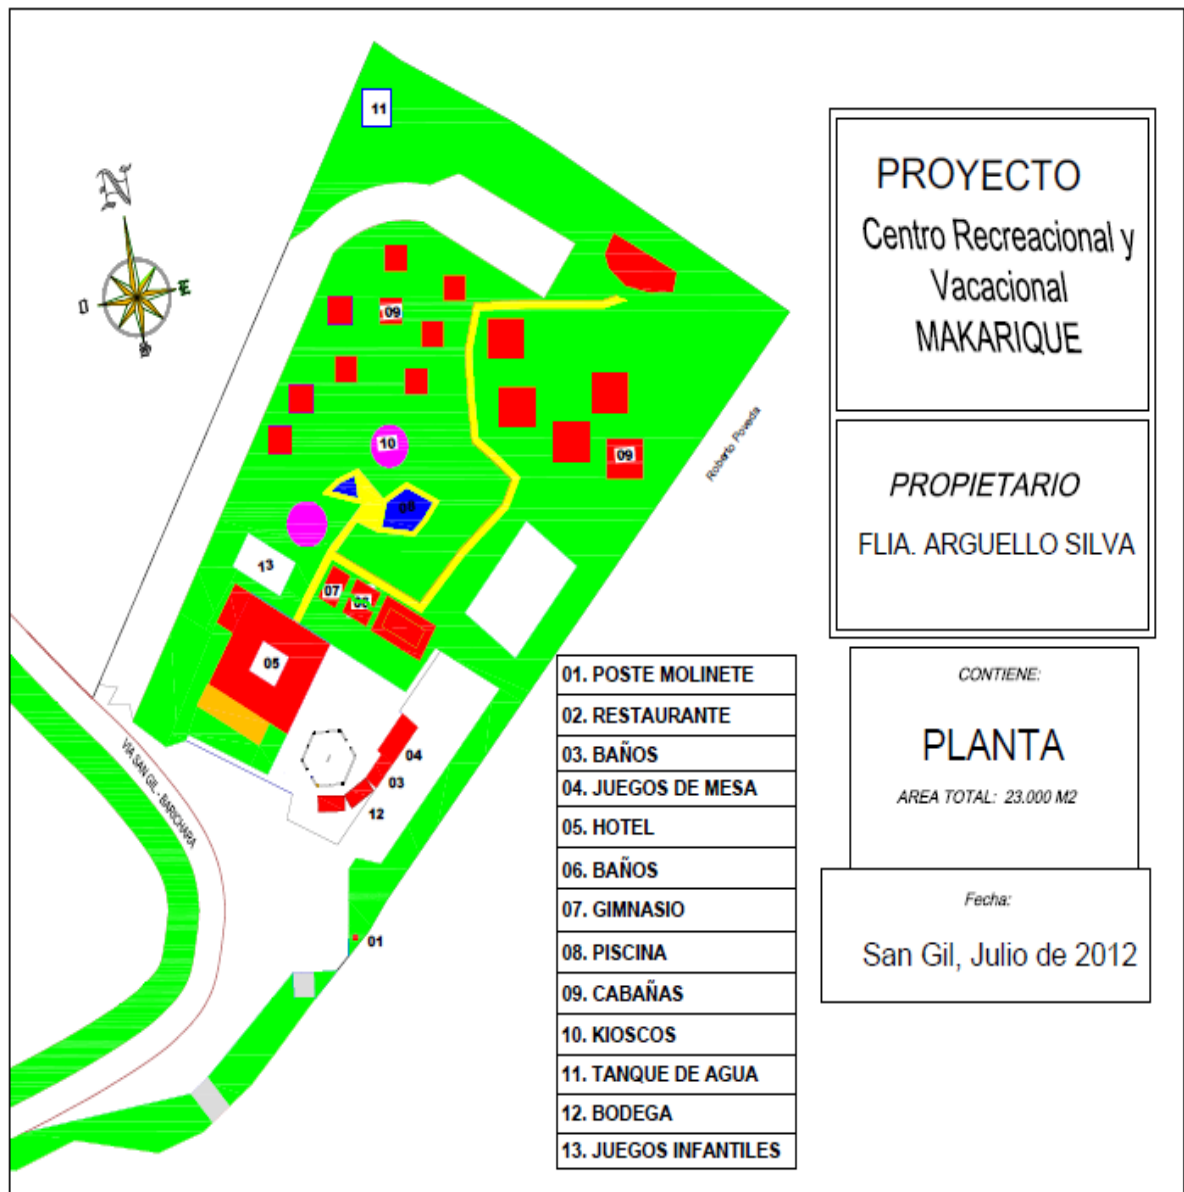 11
N
E
O
S
09
10
08
13
07
06
05
04
03
12
01
09
Roberto Poveda
VIA SAN GIL - BARICHARA
PROYECTO
Centro Recreacional y
Vacacional
MAKARIQUE
PROPIETARIO
FLIA. ARGUELLO SILVA
CONTIENE:
PLANTA
AREA TOTAL: 23.000 M2
Fecha:
San Gil, Julio de 2012
01. POSTE MOLINETE
02. RESTAURANTE
03. BAÑOS
04. JUEGOS DE MESA
05. HOTEL
06. BAÑOS
07. GIMNASIO
08. PISCINA
09. CABAÑAS
10. KIOSCOS
11. TANQUE DE AGUA
12. BODEGA
13. JUEGOS INFANTILES